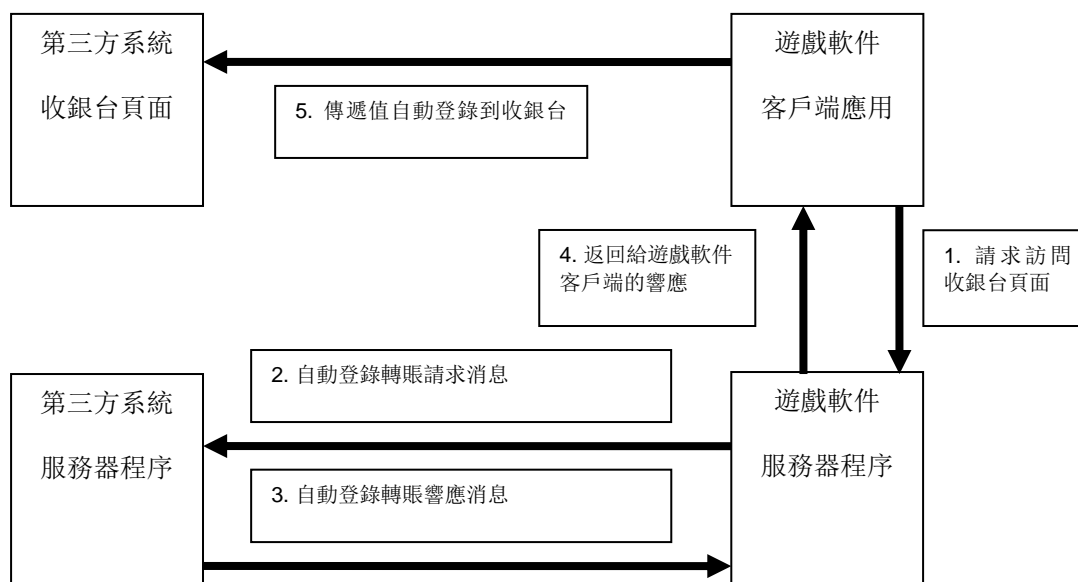 第三方系統
收銀台頁面
遊戲軟件
客戶端應用
5. 傳遞值自動登錄到收銀台
4. 返回給遊戲軟件
客戶端的響應
1. 請求訪問
收銀台頁面
2. 自動登錄轉賬請求消息
第三方系統
服務器程序
遊戲軟件
服務器程序
3. 自動登錄轉賬響應消息